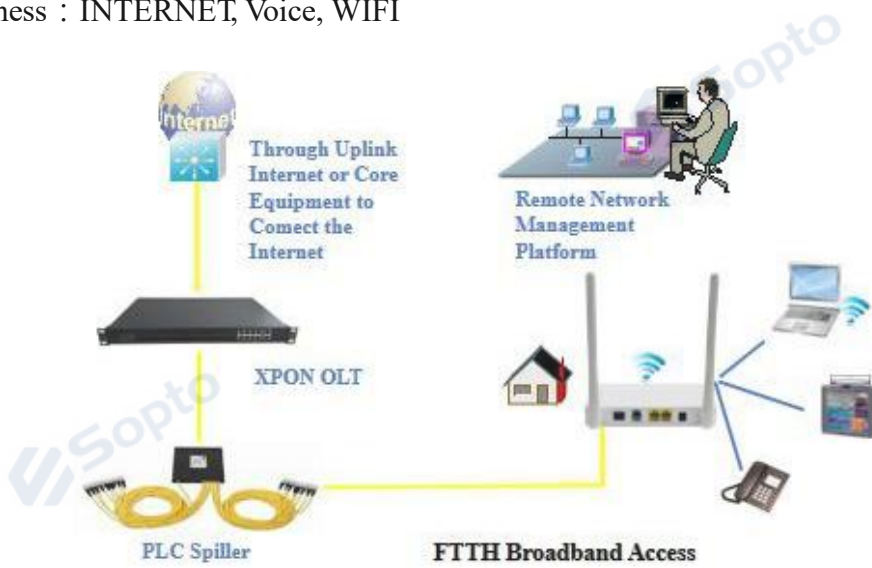 ness：INTERNET, Voice, WIFI
Sopto
Internet
Through Uplink
Internet or Core
Equipment to
Comect the
Internet
Remote Network
Management
Platform
XPON OLT
Sopto
PLC Spiller
FTTH Broadband Access